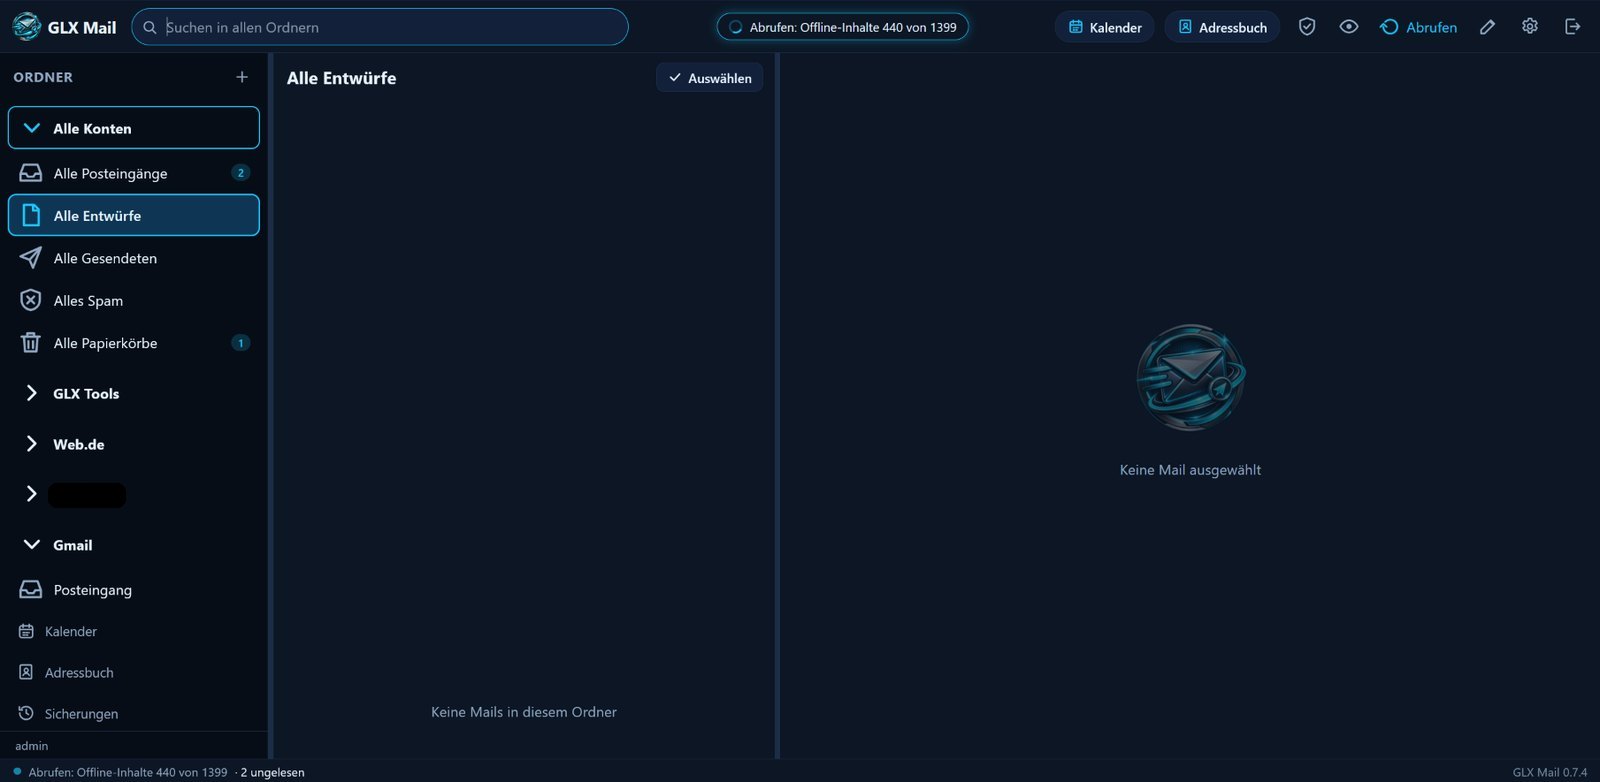 GLX Mail
Suchen in allen Ordnern
Abrufen: Offline-Inhalte 440 von 1399
Kalender
Adressbuch
Abrufen
ORDNER
Alle Konten
Alle Posteingänge 2
Alle Entwürfe
Alle Gesendeten
Alles Spam
Alle Papierkörbe 1
GLX Tools
Web.de
Gmail
Posteingang
Kalender
Adressbuch
Sicherungen
admin
Alle Entwürfe
Auswählen
Keine Mails in diesem Ordner
Keine Mail ausgewählt
Abrufen: Offline-Inhalte 440 von 1399 · 2 ungelesen
GLX Mail 0.7.4